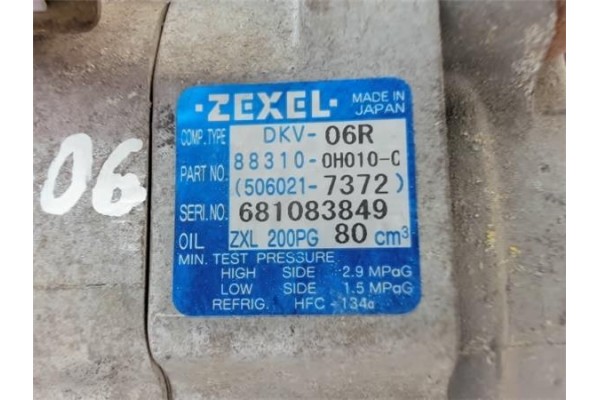 ·ZEXEL· MADE IN JAPAN
COMP.TYPE DKV-06R
PART NO. 88310-0H010-C
(506021-7372)
SERI.NO. 681083849
OIL ZXL 200PG 80 cm³
MIN. TEST PRESSURE
HIGH SIDE -2.9 MPaG
LOW SIDE 1.5 MPaG
REFRIG. HFC-134a
06